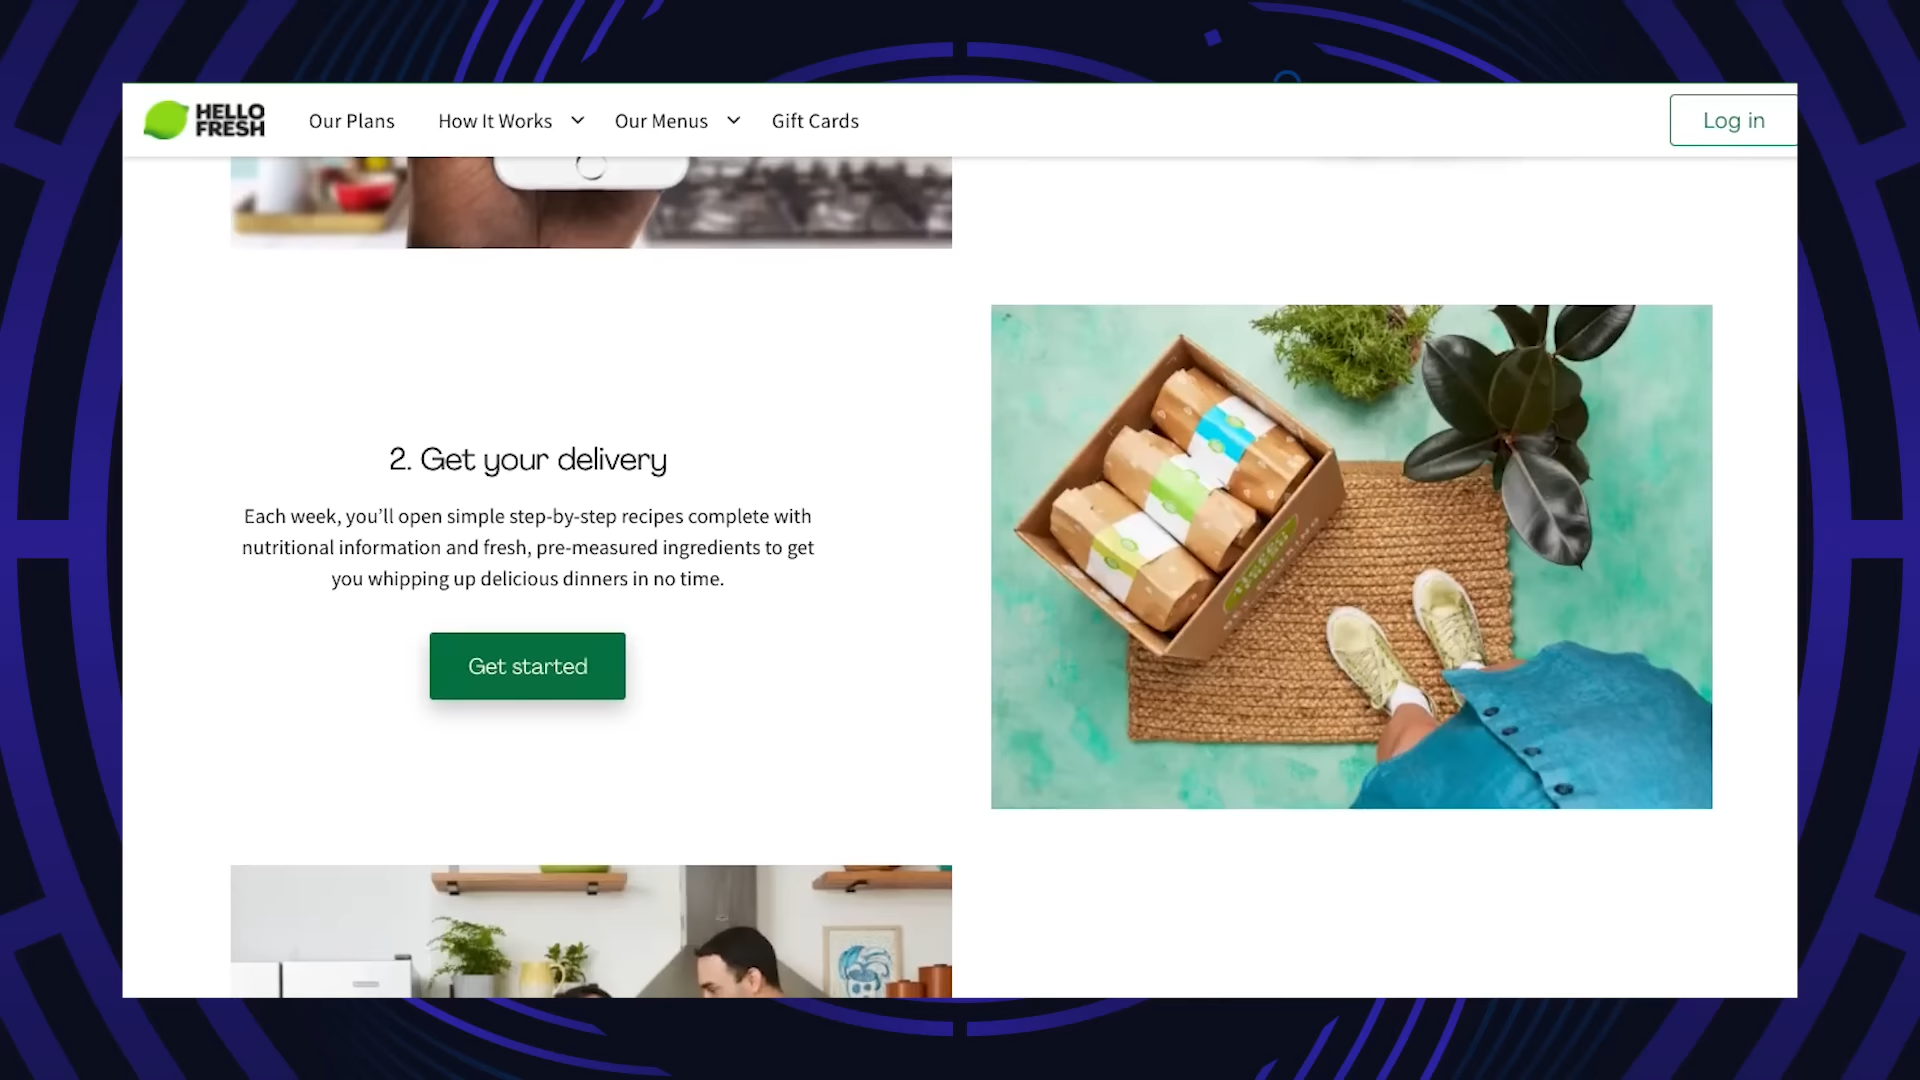 HELLO
FRESH
Our Plans
How It Works
Our Menus
Gift Cards
Log in
2. Get your delivery
Each week, you’ll open simple step-by-step recipes complete with
nutritional information and fresh, pre-measured ingredients to get
you whipping up delicious dinners in no time.
Get started